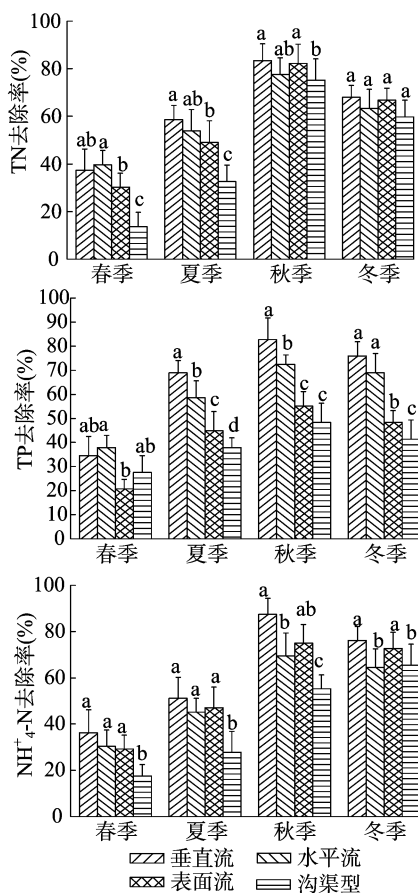 TN去除率(%)
100
80
60
40
20
0
ab a b c
a a b c
a ab a b
a a a a
春季 夏季 秋季 冬季
TP去除率(%)
100
90
80
70
60
50
40
30
20
10
0
ab a b ab
a b c d
a b c c
a a b c
春季 夏季 秋季 冬季
NH₄⁺-N去除率(%)
100
80
60
40
20
0
a a a b
a a a b
a b ab c
a b a b
春季 夏季 秋季 冬季
垂直流 水平流
表面流 沟渠型